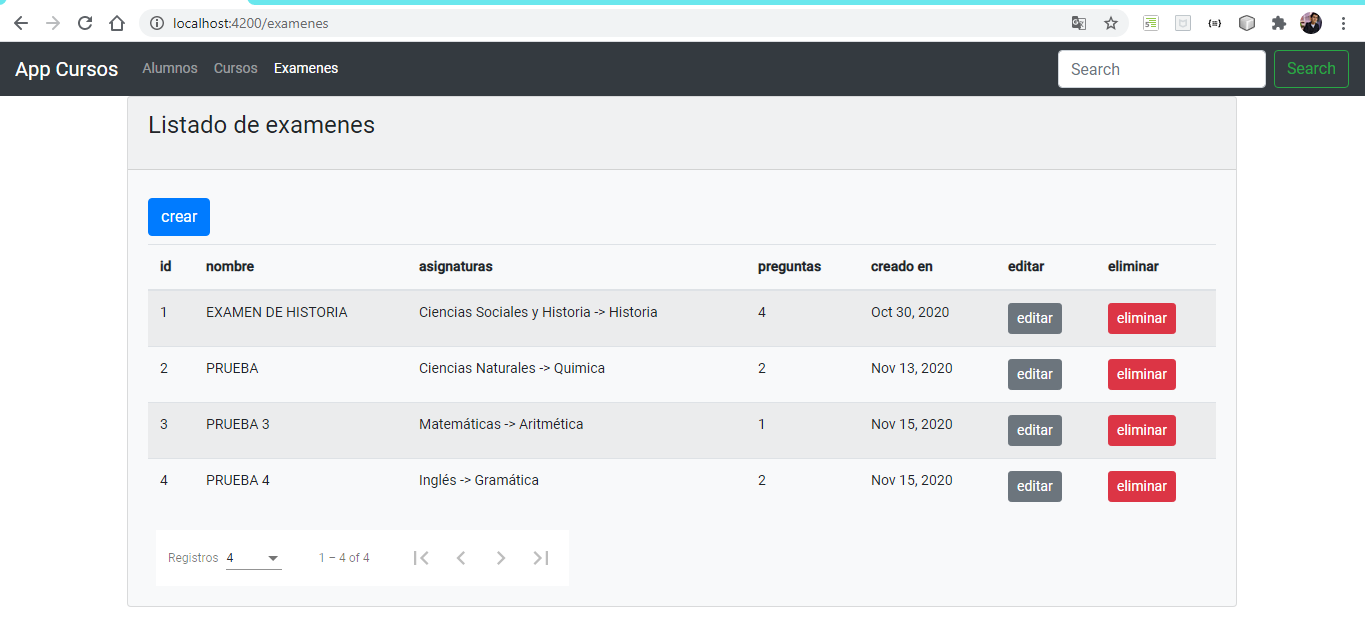 localhost:4200/examenes
App Cursos Alumnos Cursos Examenes Search Search
Listado de examenes
crear
id nombre asignaturas preguntas creado en editar eliminar
1 EXAMEN DE HISTORIA Ciencias Sociales y Historia -> Historia 4 Oct 30, 2020 editar eliminar
2 PRUEBA Ciencias Naturales -> Quimica 2 Nov 13, 2020 editar eliminar
3 PRUEBA 3 Matemáticas -> Aritmética 1 Nov 15, 2020 editar eliminar
4 PRUEBA 4 Inglés -> Gramática 2 Nov 15, 2020 editar eliminar
Registros 4 1 – 4 of 4